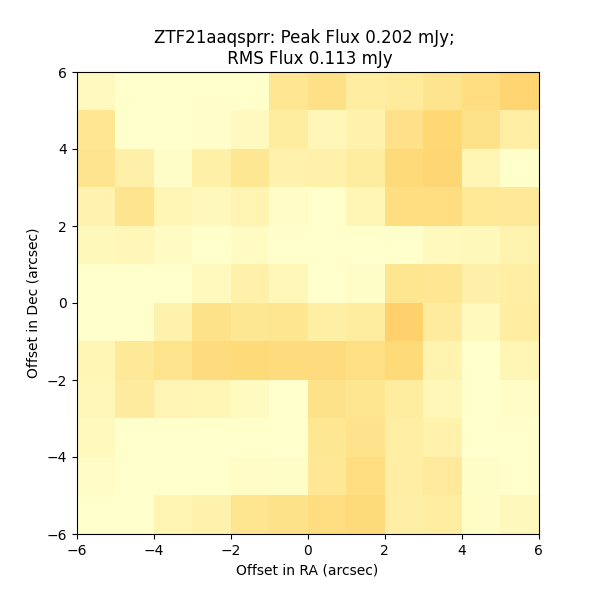 ZTF21aaqsprr: Peak Flux 0.202 mJy;
RMS Flux 0.113 mJy
6
4
2
0
−2
−4
−6
Offset in Dec (arcsec)
−6 −4 −2 0 2 4 6
Offset in RA (arcsec)